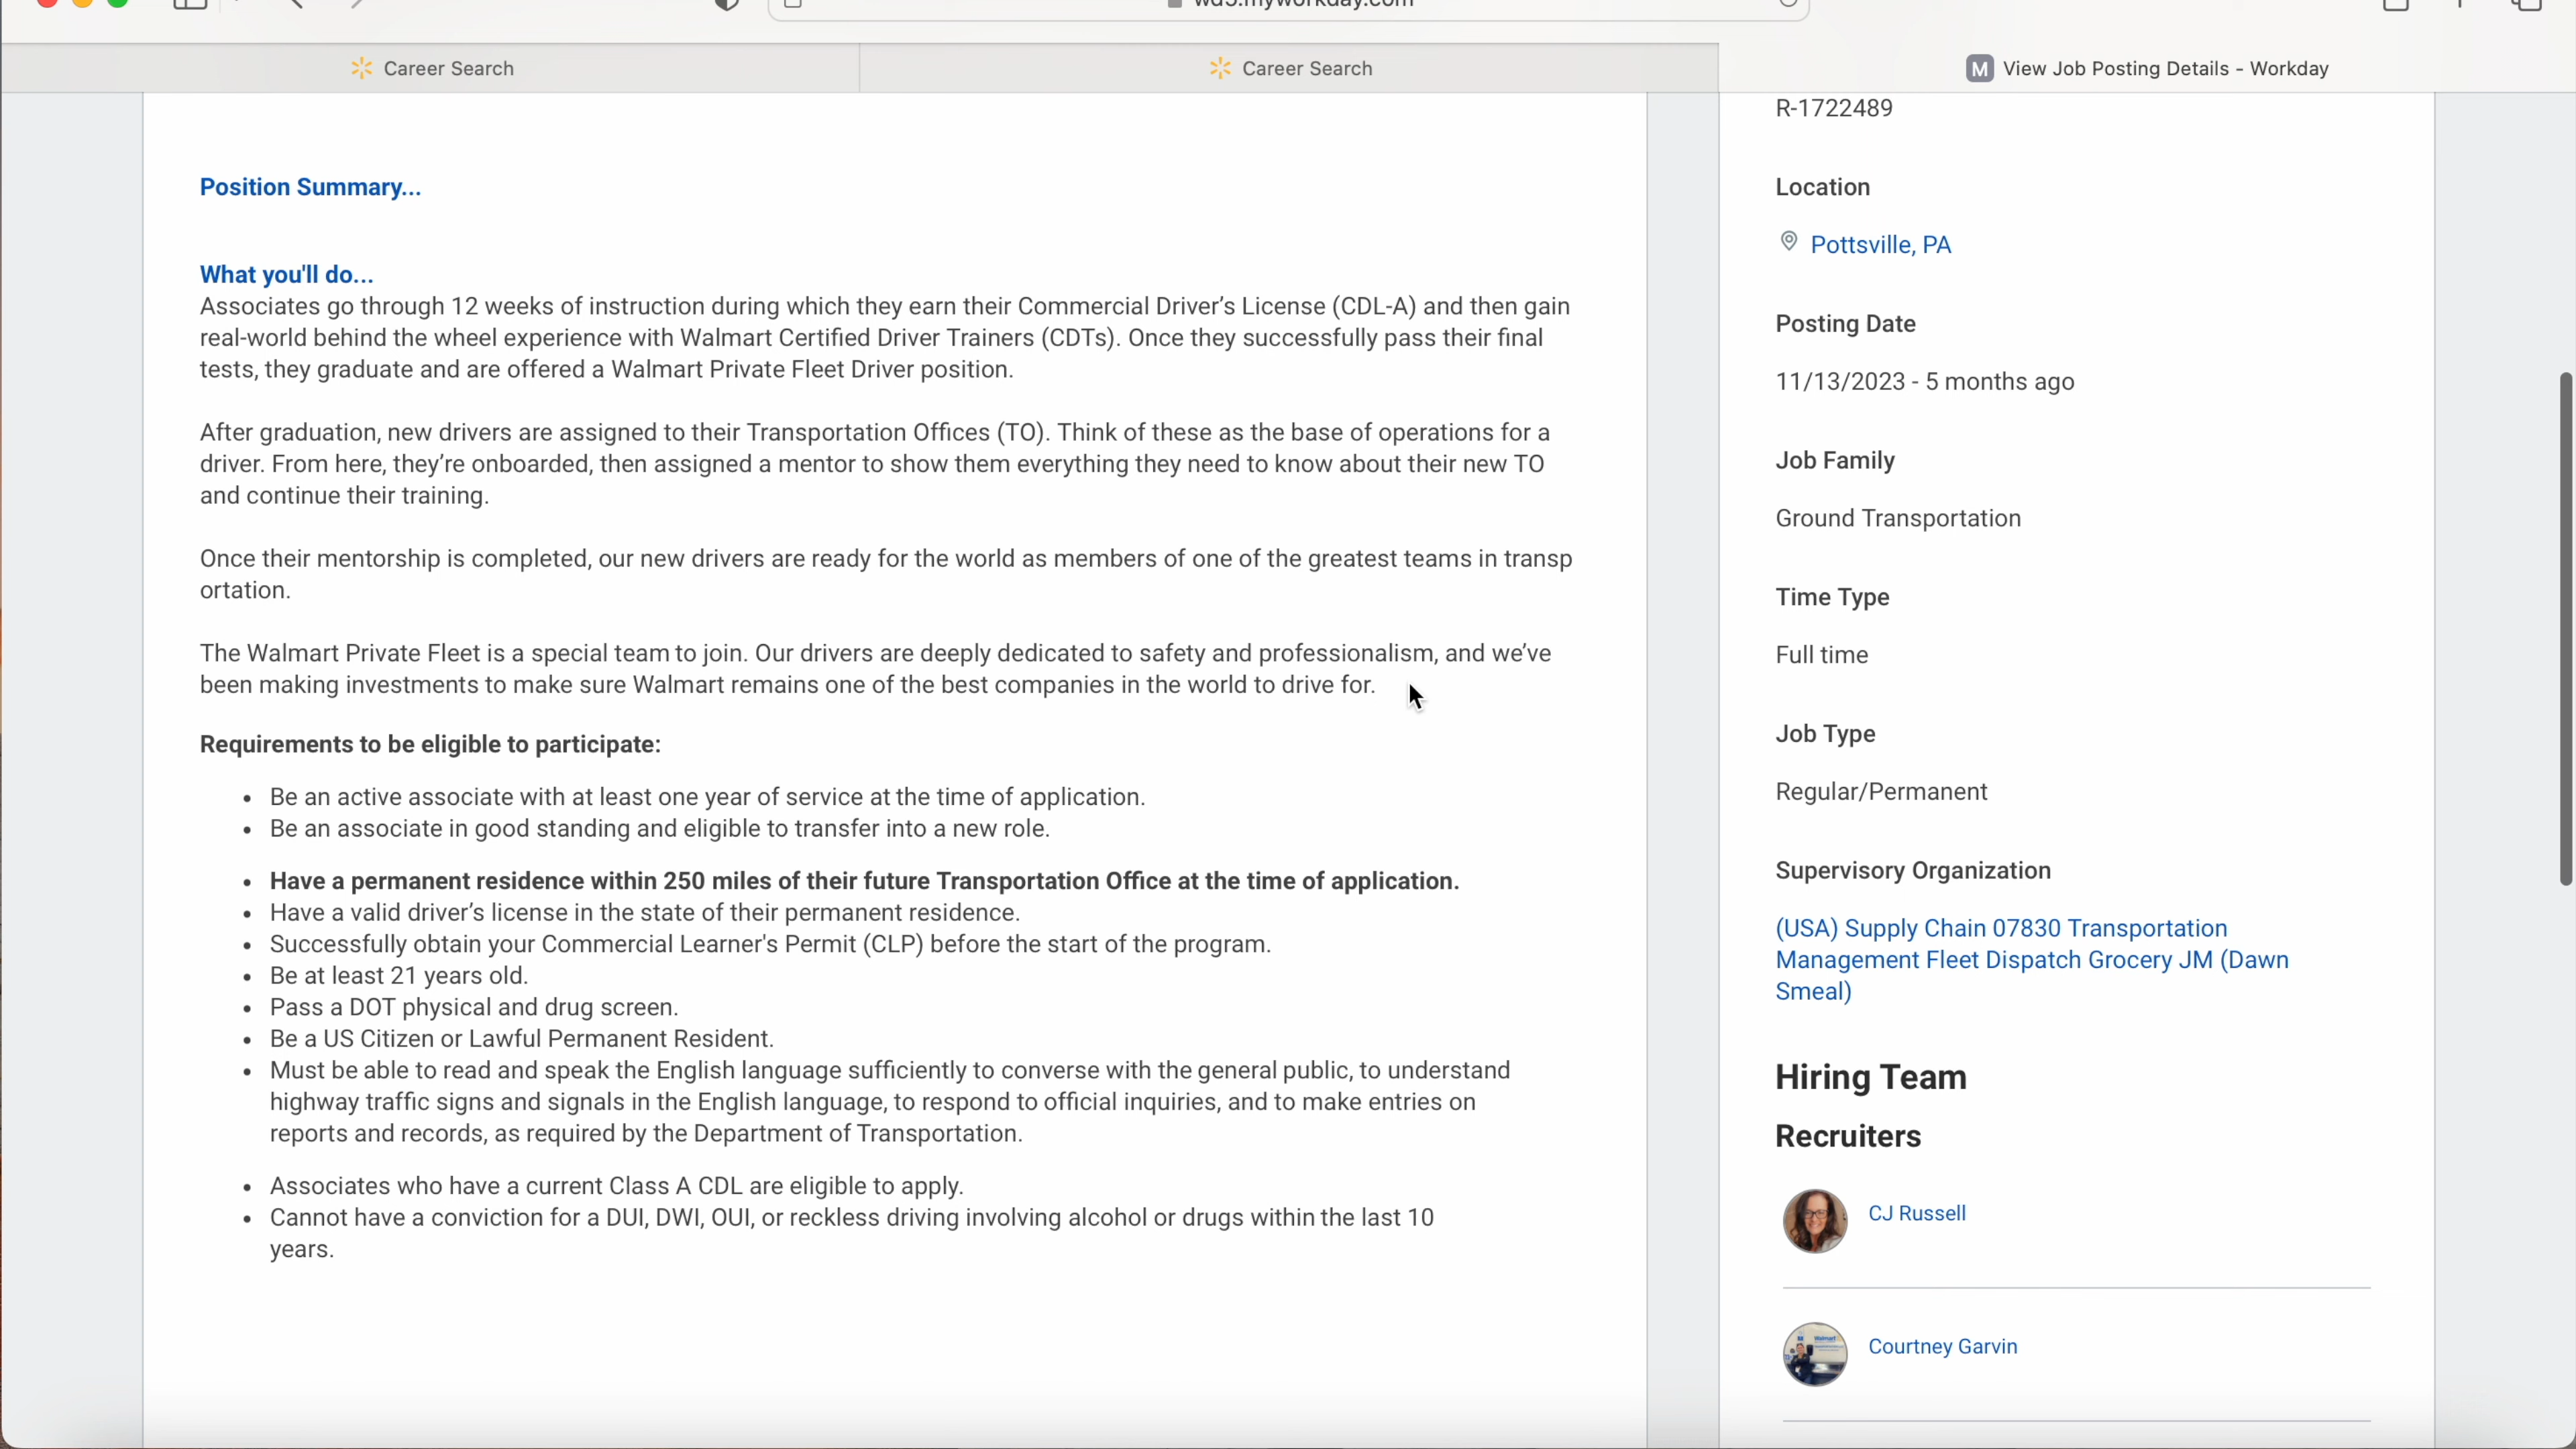 Career Search
Career Search
M View Job Posting Details - Workday
Position Summary...
What you'll do...
Associates go through 12 weeks of instruction during which they earn their Commercial Driver's License (CDL-A) and then gain
real-world behind the wheel experience with Walmart Certified Driver Trainers (CDTs). Once they successfully pass their final
tests, they graduate and are offered a Walmart Private Fleet Driver position.
After graduation, new drivers are assigned to their Transportation Offices (TO). Think of these as the base of operations for a
driver. From here, they're onboarded, then assigned a mentor to show them everything they need to know about their new TO
and continue their training.
Once their mentorship is completed, our new drivers are ready for the world as members of one of the greatest teams in transp
ortation.
The Walmart Private Fleet is a special team to join. Our drivers are deeply dedicated to safety and professionalism, and we've
been making investments to make sure Walmart remains one of the best companies in the world to drive for.
Requirements to be eligible to participate:
• Be an active associate with at least one year of service at the time of application.
• Be an associate in good standing and eligible to transfer into a new role.
• Have a permanent residence within 250 miles of their future Transportation Office at the time of application.
• Have a valid driver's license in the state of their permanent residence.
• Successfully obtain your Commercial Learner's Permit (CLP) before the start of the program.
• Be at least 21 years old.
• Pass a DOT physical and drug screen.
• Be a US Citizen or Lawful Permanent Resident.
• Must be able to read and speak the English language sufficiently to converse with the general public, to understand
highway traffic signs and signals in the English language, to respond to official inquiries, and to make entries on
reports and records, as required by the Department of Transportation.
• Associates who have a current Class A CDL are eligible to apply.
• Cannot have a conviction for a DUI, DWI, OUI, or reckless driving involving alcohol or drugs within the last 10
years.
R-1722489
Location
Pottsville, PA
Posting Date
11/13/2023 - 5 months ago
Job Family
Ground Transportation
Time Type
Full time
Job Type
Regular/Permanent
Supervisory Organization
(USA) Supply Chain 07830 Transportation
Management Fleet Dispatch Grocery JM (Dawn
Smeal)
Hiring Team
Recruiters
CJ Russell
Courtney Garvin